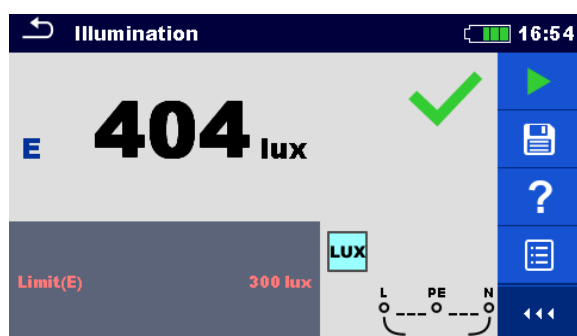 Illumination 16:54
E 404 lux
?
LUX
Limit(E) 300 lux
L PE N